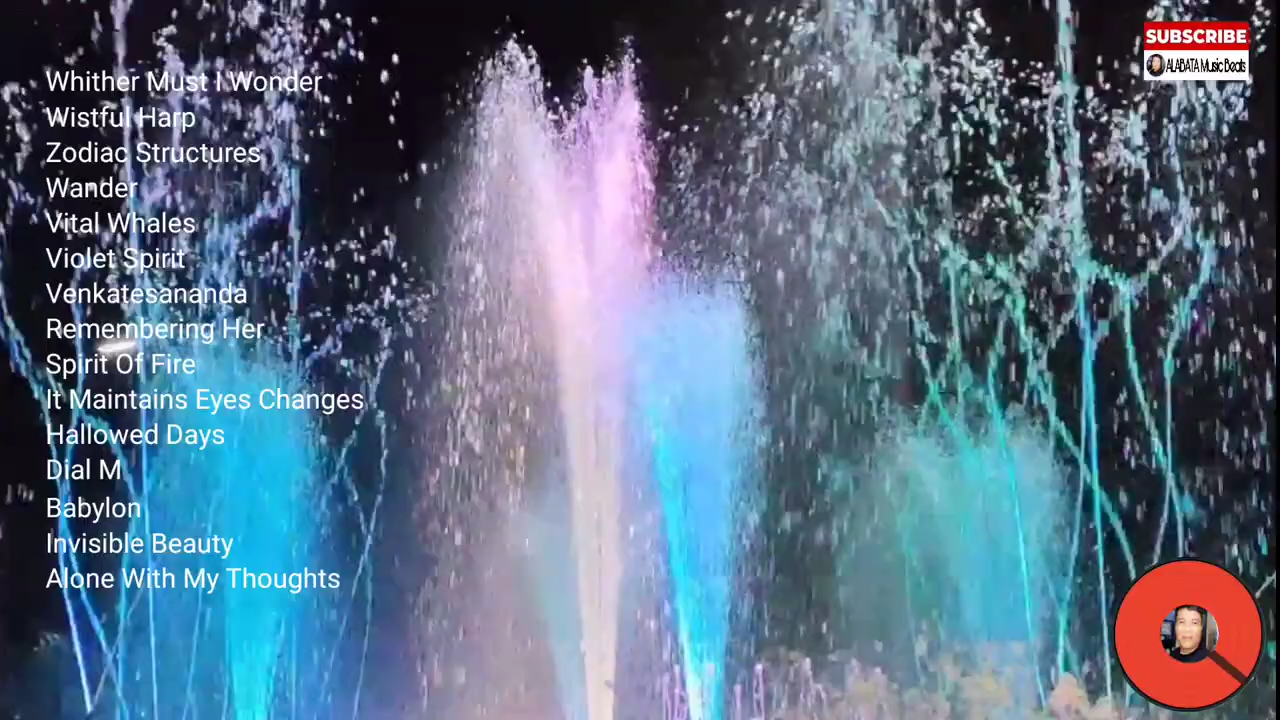 Whither Must I Wonder
Wistful Harp
Zodiac Structures
Wander
Vital Whales
Violet Spirit
Venkatesananda
Remembering Her
Spirit Of Fire
It Maintains Eyes Changes
Hallowed Days
Dial M
Babylon
Invisible Beauty
Alone With My Thoughts
SUBSCRIBE
ALABATA Music Beats